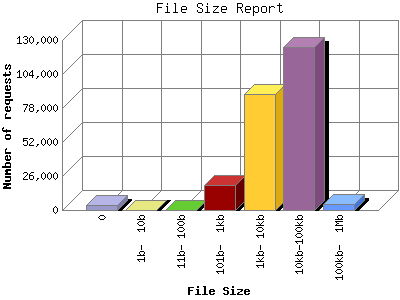 File Size Report
Number of requests
130,000
104,000
78,000
52,000
26,000
0
0
1b- 10b
11b- 100b
101b- 1kb
1kb- 10kb
10kb-100kb
100kb- 1Mb
File Size